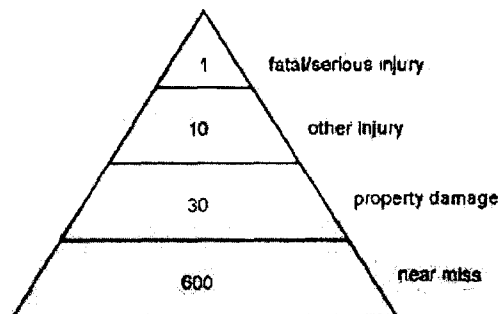 1 fatal/serious injury
10 other injury
30 property damage
600 near miss